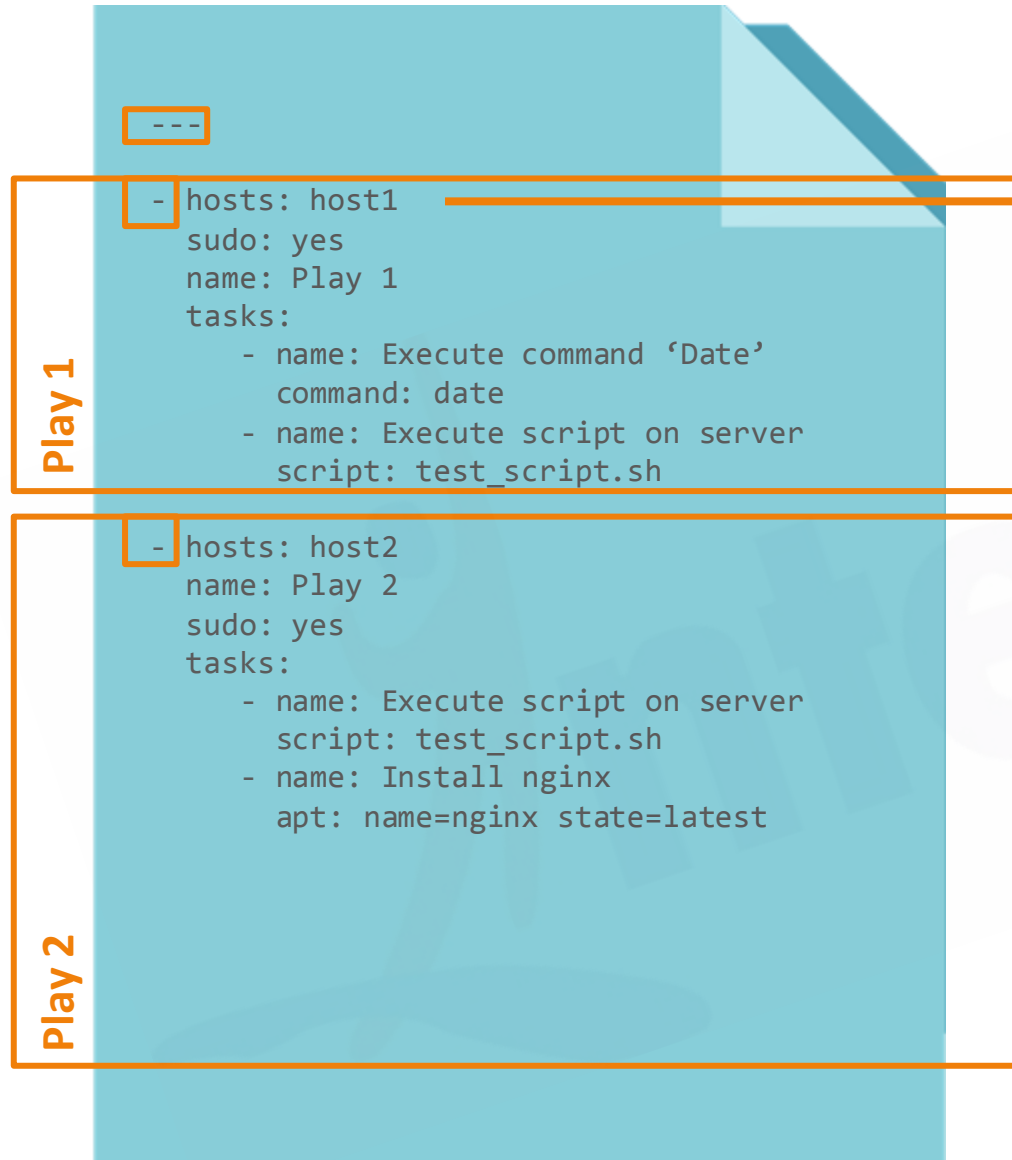 ---
- hosts: host1
sudo: yes
name: Play 1
tasks:
- name: Execute command ‘Date’
command: date
- name: Execute script on server
script: test_script.sh
Play 1
- hosts: host2
name: Play 2
sudo: yes
tasks:
- name: Execute script on server
script: test_script.sh
- name: Install nginx
apt: name=nginx state=latest
Play 2